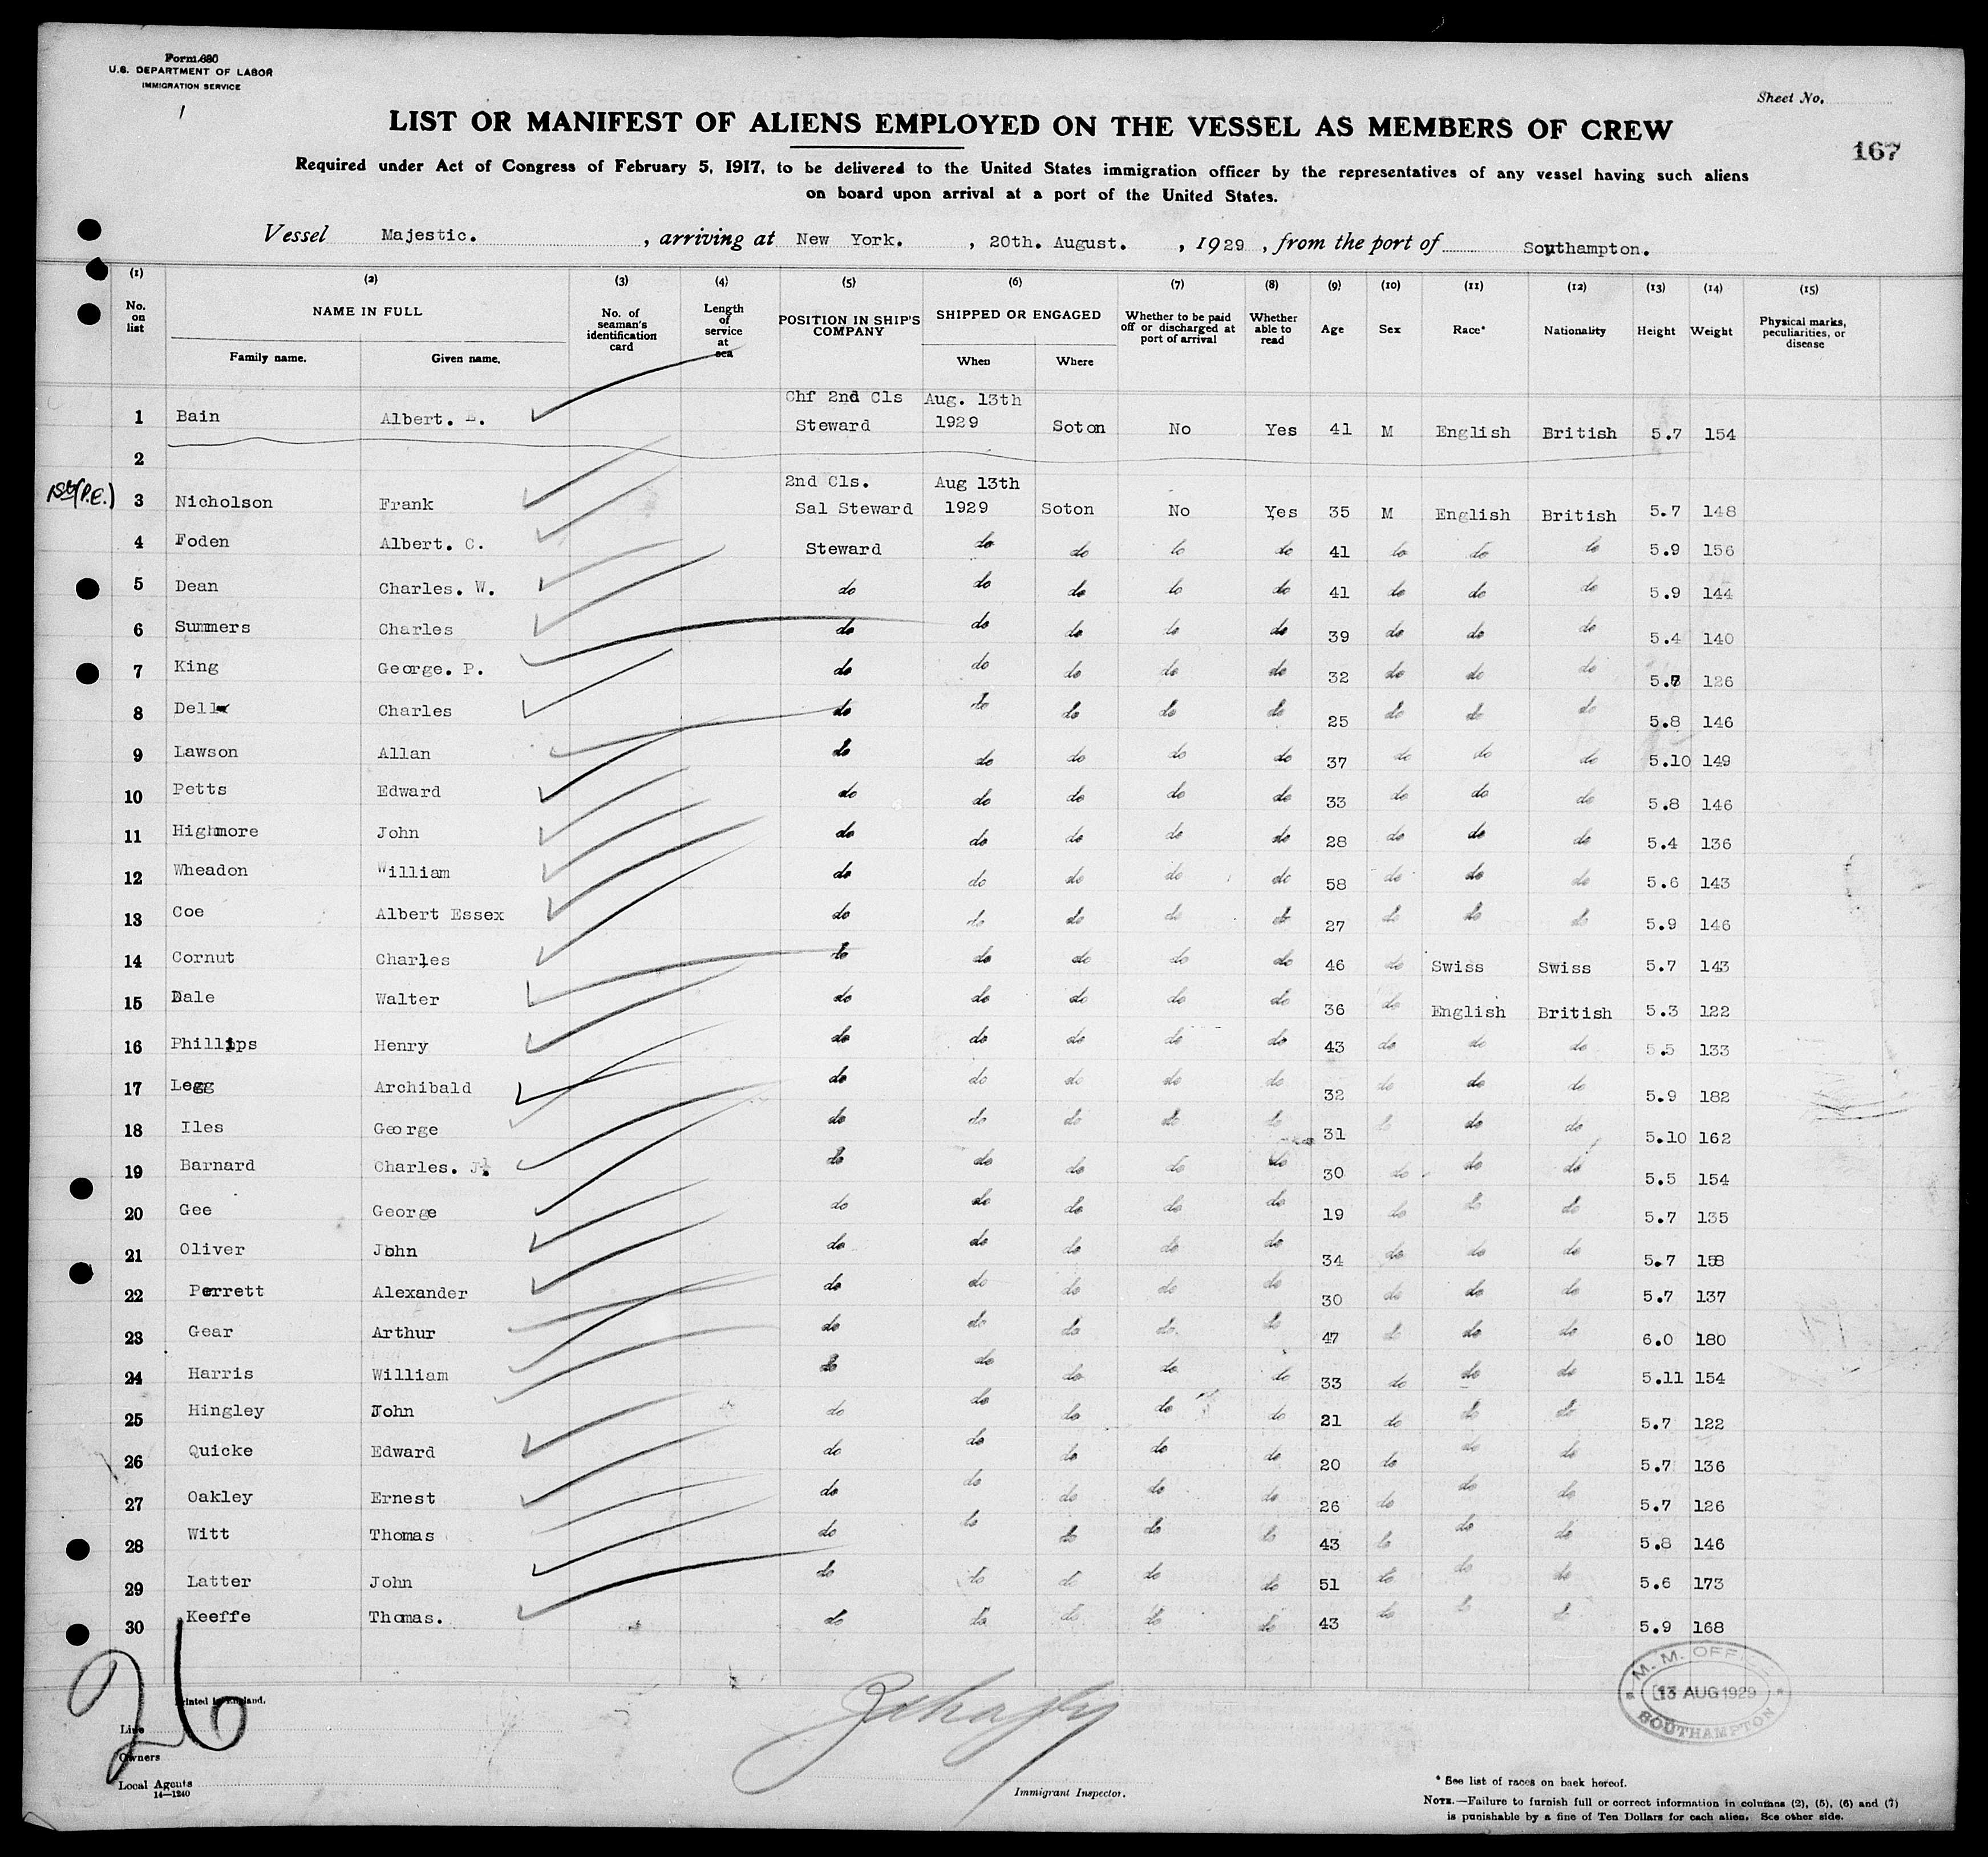 Form 680
U.S. DEPARTMENT OF LABOR
IMMIGRATION SERVICE
1
Sheet No.
LIST OR MANIFEST OF ALIENS EMPLOYED ON THE VESSEL AS MEMBERS OF CREW
167
Required under Act of Congress of February 5, 1917, to be delivered to the United States immigration officer by the representatives of any vessel having such aliens
on board upon arrival at a port of the United States.
Vessel Majestic. , arriving at New York. , 20th. August. , 1929 , from the port of Southampton.
(1) (2) (3) (4) (5) (6) (7) (8) (9) (10) (11) (12) (13) (14) (15)
No. on list NAME IN FULL Family name. Given name. No. of seaman's identification card Length of service at sea POSITION IN SHIP'S COMPANY SHIPPED OR ENGAGED When Where Whether to be paid off or discharged at port of arrival Whether able to read Age Sex Race* Nationality Height Weight Physical marks, peculiarities, or disease
1 Bain Albert. E. Chf 2nd Cls Steward Aug. 13th 1929 Soton No Yes 41 M English British 5.7 154
2
1st (P.E.) 3 Nicholson Frank 2nd Cls. Sal Steward Aug 13th 1929 Soton No Yes 35 M English British 5.7 148
4 Foden Albert. C. Steward do do do do 41 do do do 5.9 156
5 Dean Charles. W. do do do do do 41 do do do 5.9 144
6 Summers Charles do do do do do 39 do do do 5.4 140
7 King George. P. do do do do do 32 do do do 5.8 126
8 Dell Charles do do do do do 25 do do do 5.8 146
9 Lawson Allan do do do do do 37 do do do 5.10 149
10 Petts Edward do do do do do 33 do do do 5.8 146
11 Highmore John do do do do do 28 do do do 5.4 136
12 Wheadon William do do do do do 58 do do do 5.6 143
13 Coe Albert Essex do do do do do 27 do do do 5.9 146
14 Cornut Charles do do do do do 46 do Swiss Swiss 5.7 143
15 Dale Walter do do do do do 36 do English British 5.3 122
16 Phillips Henry do do do do do 43 do do do 5.5 133
17 Legg Archibald do do do do do 32 do do do 5.9 182
18 Iles George do do do do do 31 do do do 5.10 162
19 Barnard Charles. J. do do do do do 30 do do do 5.5 154
20 Gee George do do do do do 19 do do do 5.7 135
21 Oliver John do do do do do 34 do do do 5.7 158
22 Perrett Alexander do do do do do 30 do do do 5.7 137
23 Gear Arthur do do do do do 47 do do do 6.0 180
24 Harris William do do do do do 33 do do do 5.11 154
25 Hingley John do do do do do 21 do do do 5.7 122
26 Quicke Edward do do do do do 20 do do do 5.7 136
27 Oakley Ernest do do do do do 26 do do do 5.7 126
28 Witt Thomas do do do do do 43 do do do 5.8 146
29 Latter John do do do do do 51 do do do 5.6 173
30 Keeffe Thomas. do do do do do 43 do do do 5.9 168
26
Printed in England.
Line
Owners
Local Agents
14—1240
Immigrant Inspector.
M. M. OFFICE
13 AUG 1929
SOUTHAMPTON
* See list of races on back hereof.
NOTE.—Failure to furnish full or correct information in columns (2), (5), (6) and (7)
is punishable by a fine of Ten Dollars for each alien. See other side.